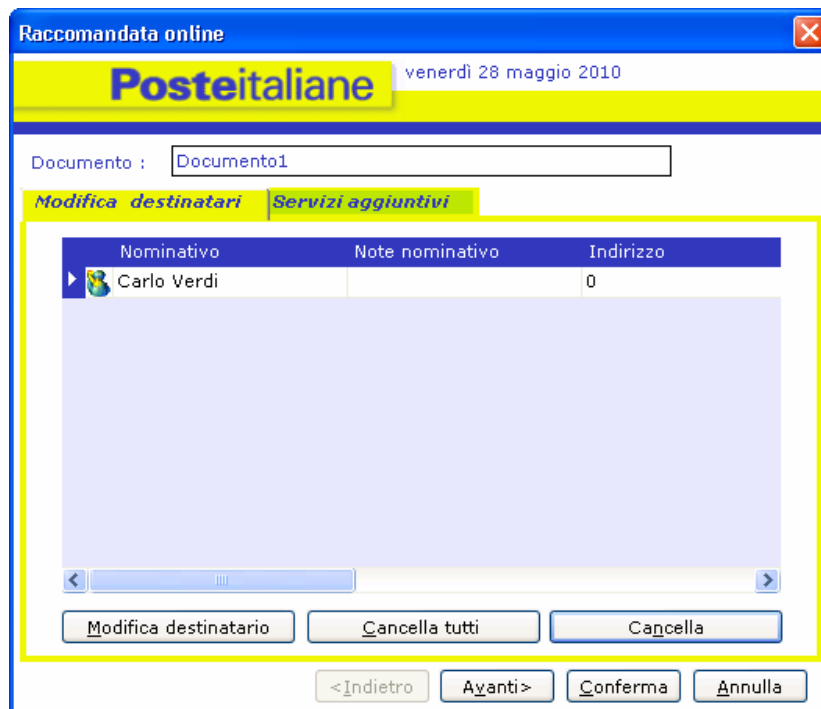 Raccomandata online
Posteitaliane
venerdì 28 maggio 2010
Documento : Documento1
Modifica destinatari Servizi aggiuntivi
Nominativo Note nominativo Indirizzo
Carlo Verdi 0
Modifica destinatario Cancella tutti Cancella
<Indietro Avanti> Conferma Annulla